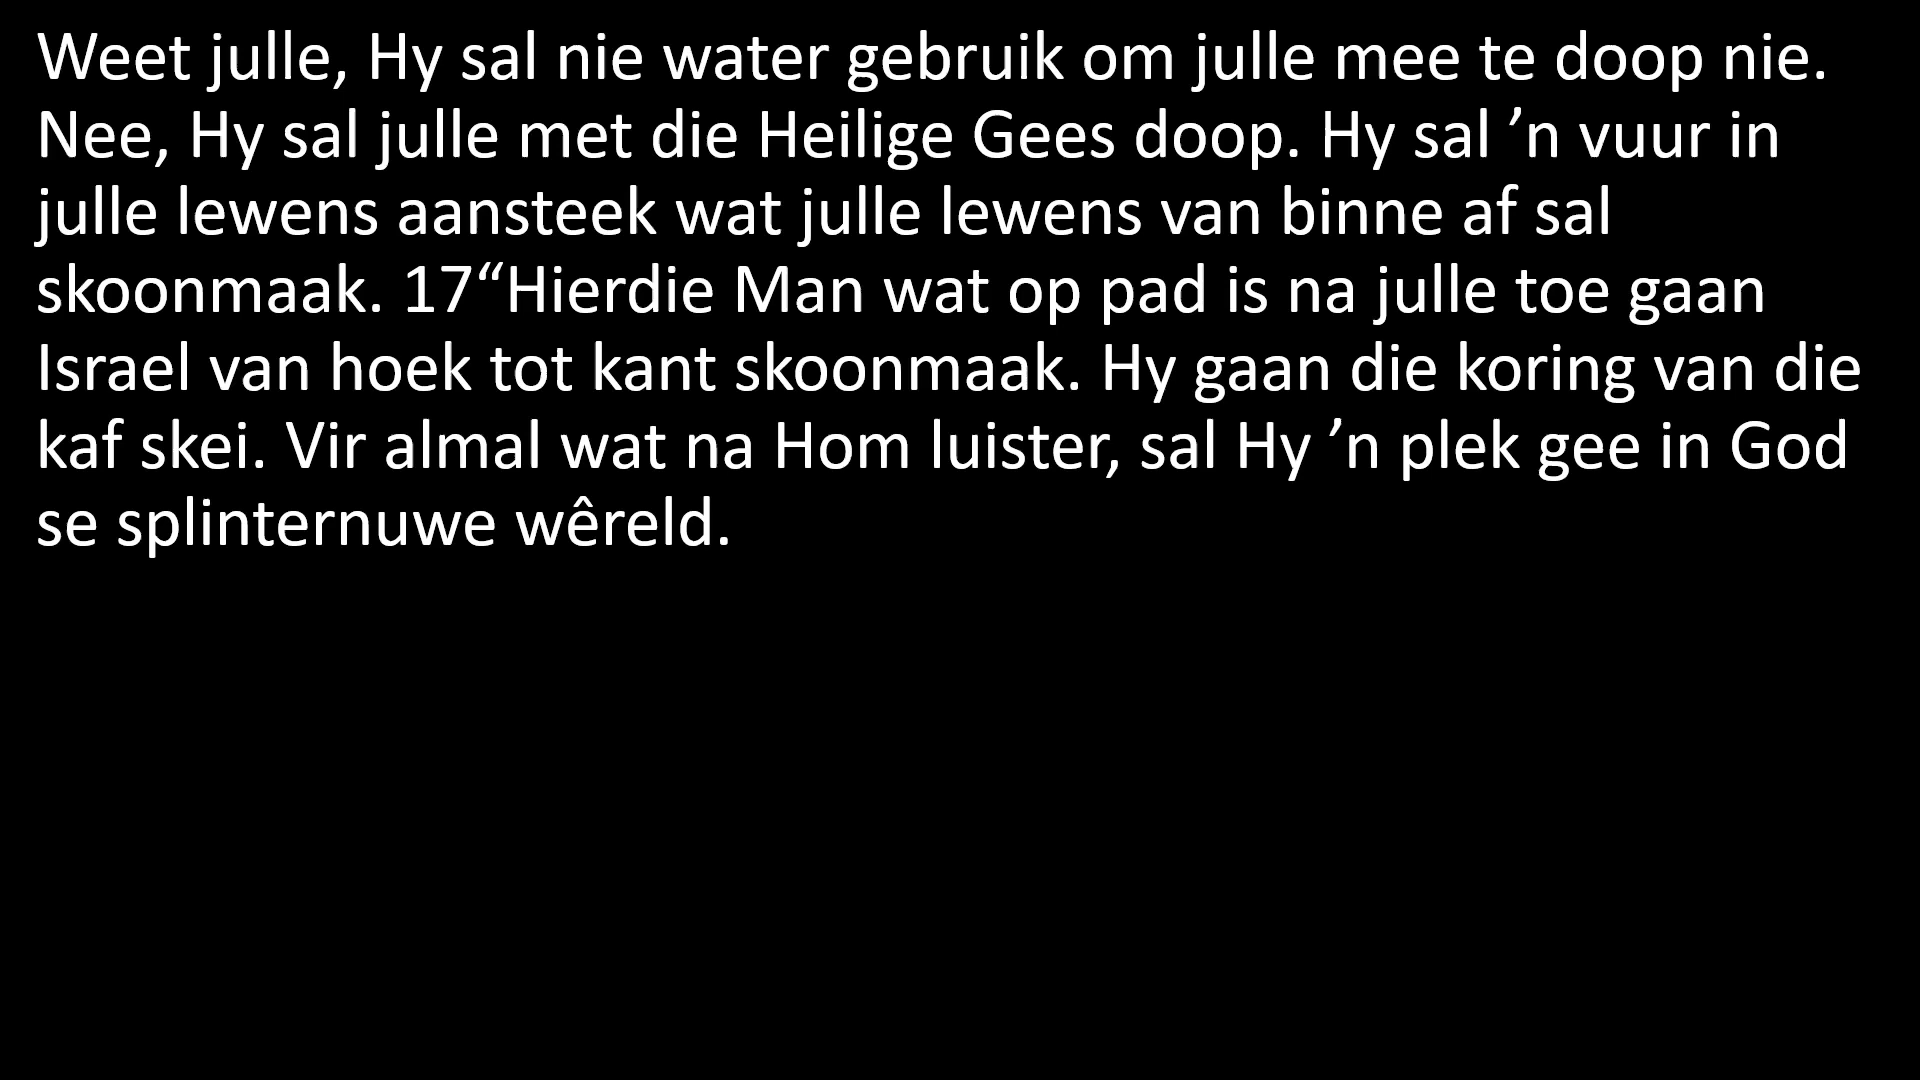 Weet julle, Hy sal nie water gebruik om julle mee te doop nie.
Nee, Hy sal julle met die Heilige Gees doop. Hy sal ’n vuur in
julle lewens aansteek wat julle lewens van binne af sal
skoonmaak. 17“Hierdie Man wat op pad is na julle toe gaan
Israel van hoek tot kant skoonmaak. Hy gaan die koring van die
kaf skei. Vir almal wat na Hom luister, sal Hy ’n plek gee in God
se splinternuwe wêreld.